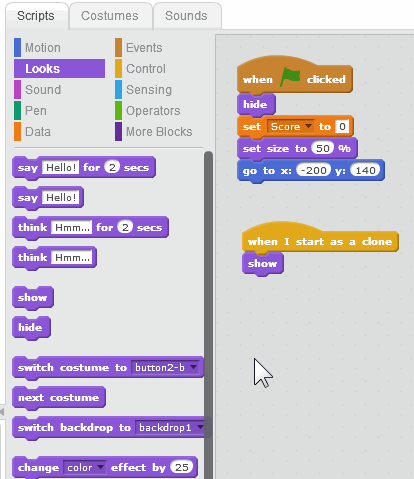 Scripts Costumes Sounds
Motion Events
Looks Control
Sound Sensing
Pen Operators
Data More Blocks
say Hello! for 2 secs
say Hello!
think Hmm... for 2 secs
think Hmm...
show
hide
switch costume to button2-b
next costume
switch backdrop to backdrop1
change color effect by 25
when clicked
hide
set Score to 0
set size to 50 %
go to x: -200 y: 140
when I start as a clone
show